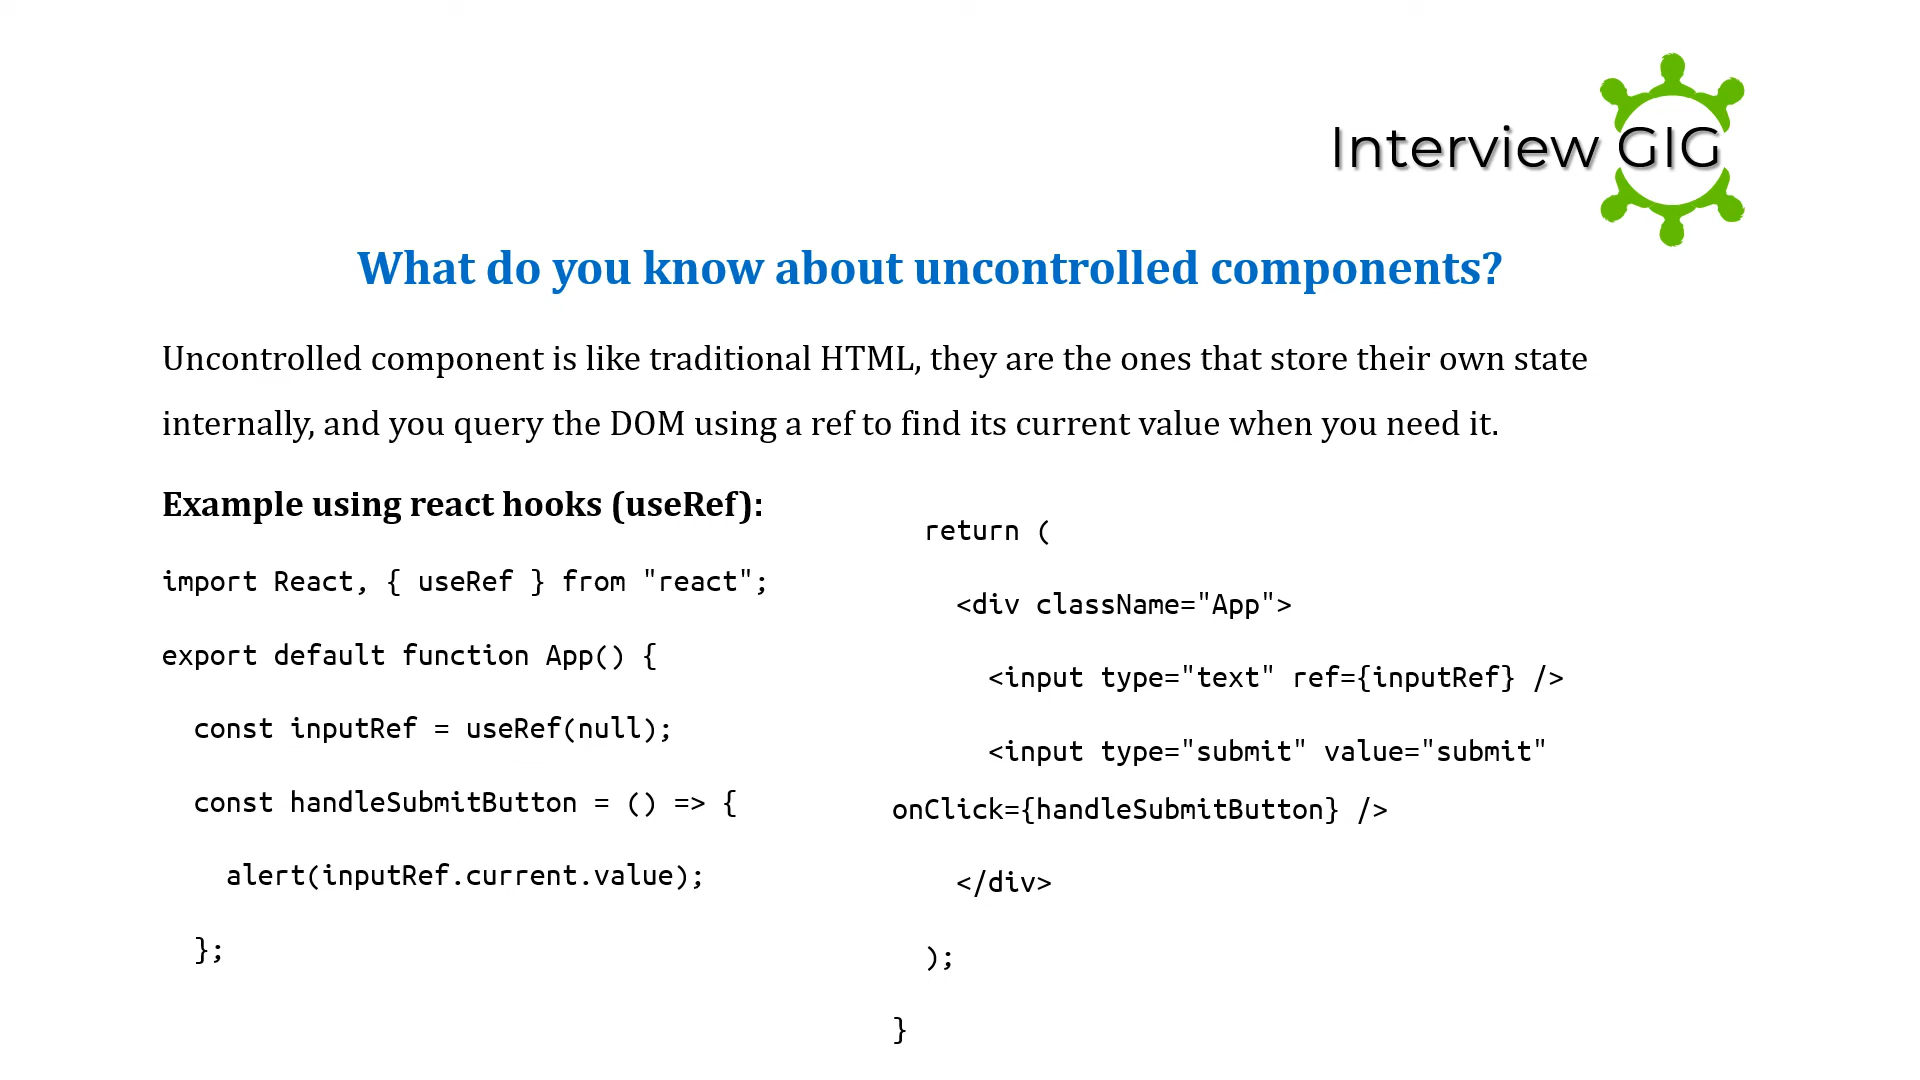 Interview GIG
What do you know about uncontrolled components?
Uncontrolled component is like traditional HTML, they are the ones that store their own state
internally, and you query the DOM using a ref to find its current value when you need it.
Example using react hooks (useRef):
import React, { useRef } from "react";
export default function App() {
  const inputRef = useRef(null);
  const handleSubmitButton = () => {
    alert(inputRef.current.value);
  };
  return (
    <div className="App">
      <input type="text" ref={inputRef} />
      <input type="submit" value="submit"
onClick={handleSubmitButton} />
    </div>
  );
}